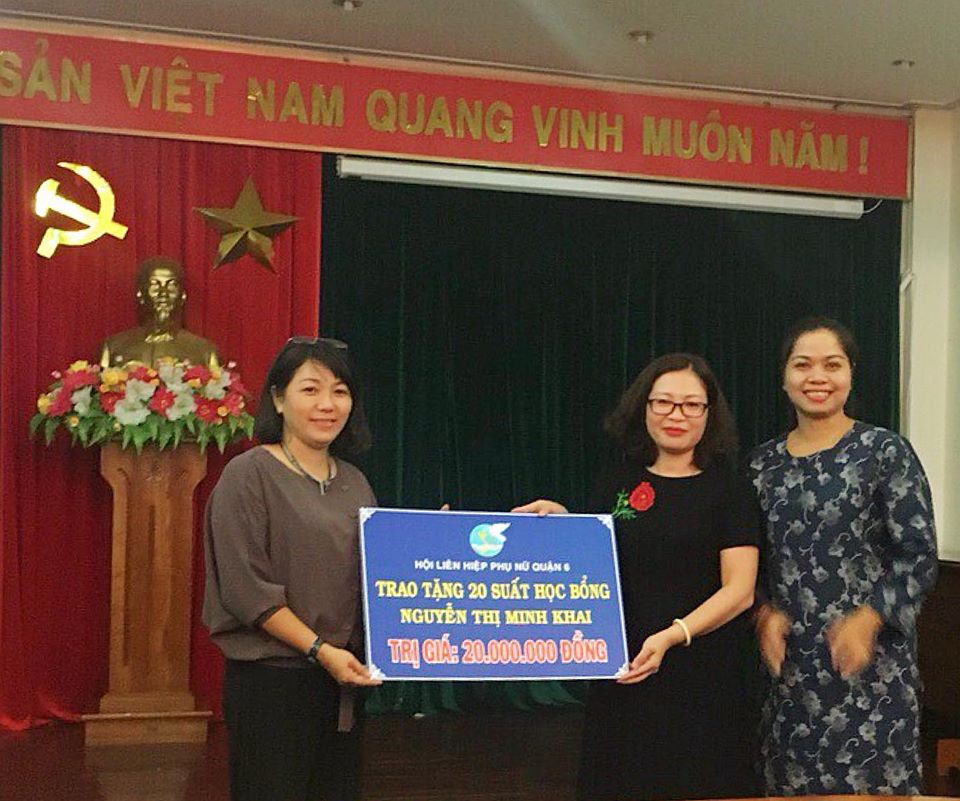 SẢN VIỆT NAM QUANG VINH MUÔN NĂM !
HỘI LIÊN HIỆP PHỤ NỮ QUẬN 6
TRAO TẶNG 20 SUẤT HỌC BỔNG
NGUYỄN THỊ MINH KHAI
TRỊ GIÁ: 20.000.000 ĐỒNG